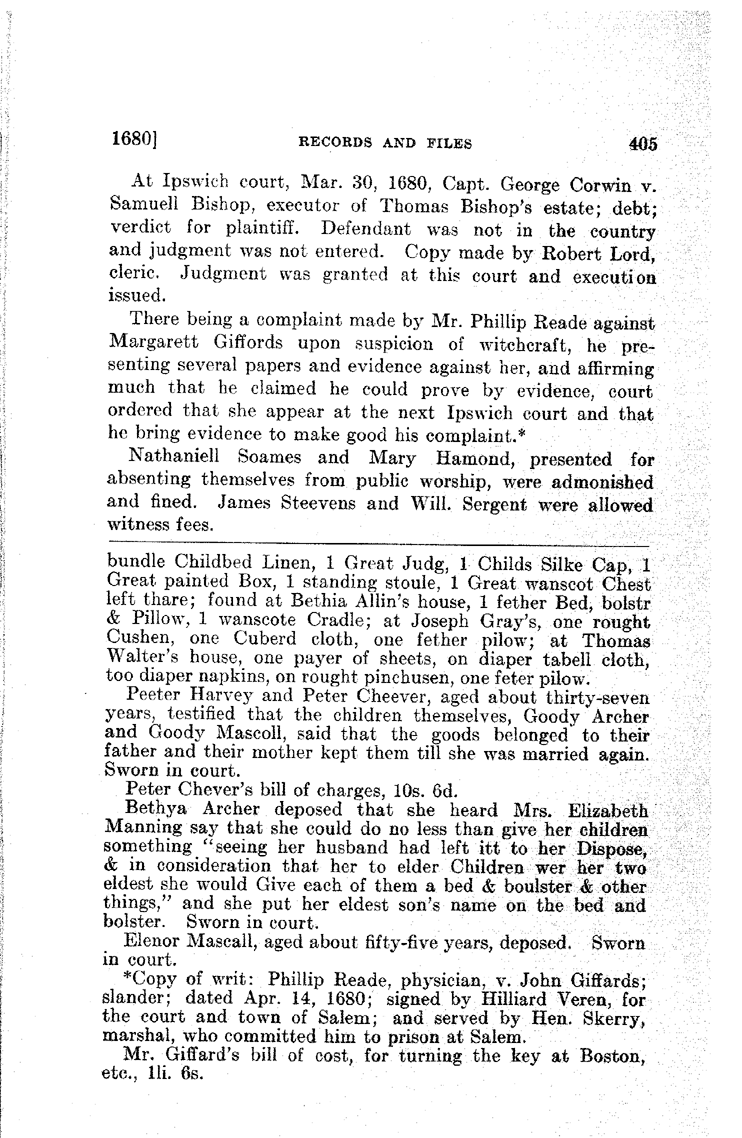 1680] RECORDS AND FILES 405
At Ipswich court, Mar. 30, 1680, Capt. George Corwin v.
Samuell Bishop, executor of Thomas Bishop's estate; debt;
verdict for plaintiff. Defendant was not in the country
and judgment was not entered. Copy made by Robert Lord,
cleric. Judgment was granted at this court and execution
issued.
There being a complaint made by Mr. Phillip Reade against
Margarett Giffords upon suspicion of witchcraft, he pre-
senting several papers and evidence against her, and affirming
much that he claimed he could prove by evidence, court
ordered that she appear at the next Ipswich court and that
he bring evidence to make good his complaint.*
Nathaniell Soames and Mary Hamond, presented for
absenting themselves from public worship, were admonished
and fined. James Steevens and Will. Sergent were allowed
witness fees.
bundle Childbed Linen, 1 Great Judg, 1 Childs Silke Cap, 1
Great painted Box, 1 standing stoule, 1 Great wanscot Chest
left thare; found at Bethia Allin's house, 1 fether Bed, bolstr
& Pillow, 1 wanscote Cradle; at Joseph Gray's, one rought
Cushen, one Cuberd cloth, one fether pilow; at Thomas
Walter's house, one payer of sheets, on diaper tabell cloth,
too diaper napkins, on rought pinchusen, one feter pilow.
Peeter Harvey and Peter Cheever, aged about thirty-seven
years, testified that the children themselves, Goody Archer
and Goody Mascoll, said that the goods belonged to their
father and their mother kept them till she was married again.
Sworn in court.
Peter Chever's bill of charges, 10s. 6d.
Bethya Archer deposed that she heard Mrs. Elizabeth
Manning say that she could do no less than give her children
something "seeing her husband had left itt to her Dispose,
& in consideration that her to elder Children wer her two
eldest she would Give each of them a bed & boulster & other
things," and she put her eldest son's name on the bed and
bolster. Sworn in court.
Elenor Mascall, aged about fifty-five years, deposed. Sworn
in court.
*Copy of writ: Phillip Reade, physician, v. John Giffards;
slander; dated Apr. 14, 1680; signed by Hilliard Veren, for
the court and town of Salem; and served by Hen. Skerry,
marshal, who committed him to prison at Salem.
Mr. Giffard's bill of cost, for turning the key at Boston,
etc., 1li. 6s.